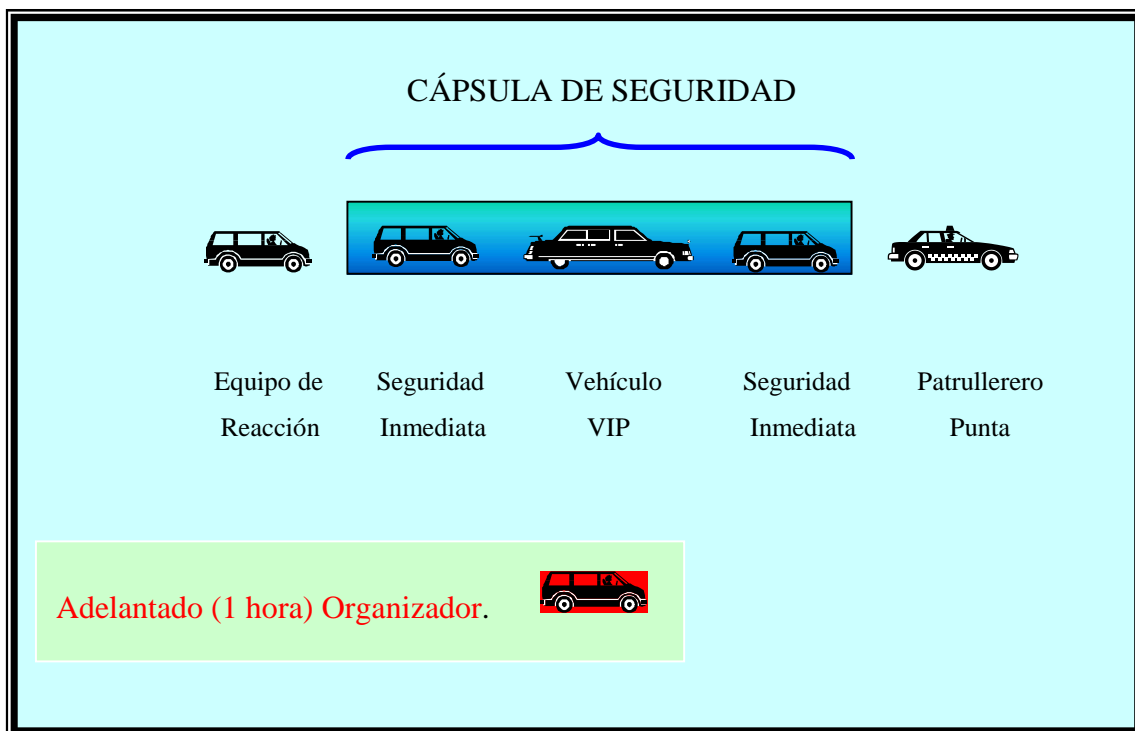 CÁPSULA DE SEGURIDAD
Equipo de Reacción
Seguridad Inmediata
Vehículo VIP
Seguridad Inmediata
Patrullerero Punta
Adelantado (1 hora) Organizador.